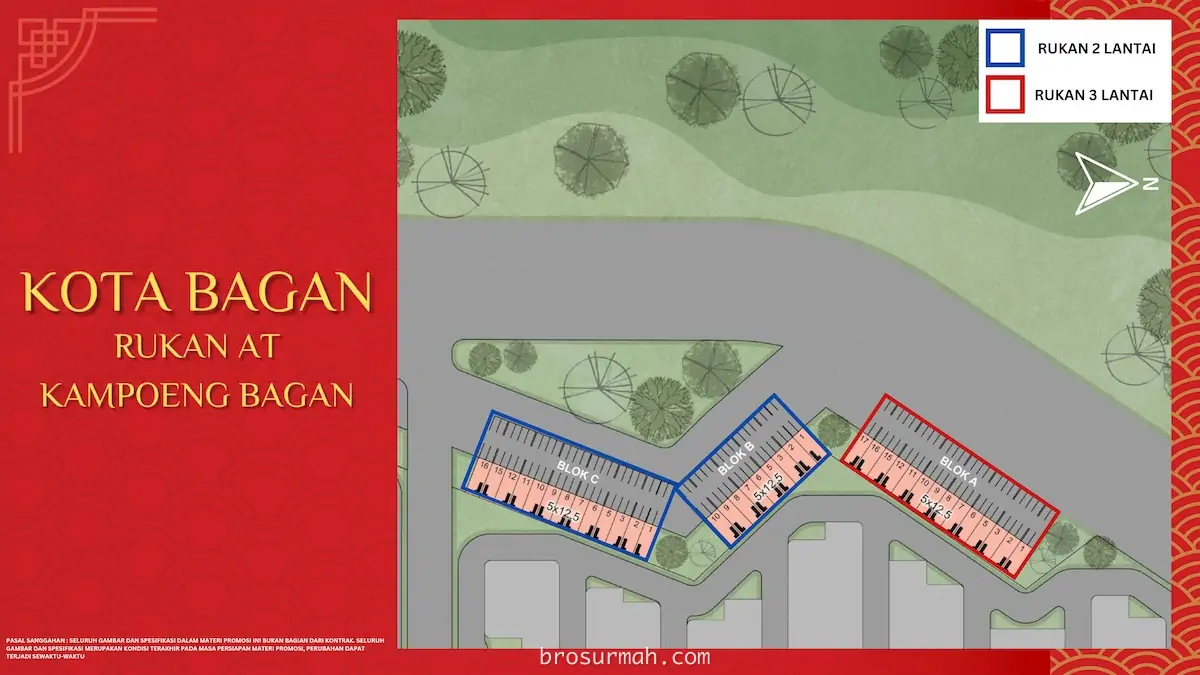 KOTA BAGAN
RUKAN AT
KAMPOENG BAGAN
RUKAN 2 LANTAI
RUKAN 3 LANTAI
N
BLOK C
16 15 12 11 10 9 8 7 6 5 3 2 1
5x12.5
BLOK B
10 9 8 7 6 5 3 2 1
5x12.5
BLOK A
17 16 15 12 11 10 9 8 7 6 5 3 2 1
5x12.5
PASAL SANGGAHAN : SELURUH GAMBAR DAN SPESIFIKASI DALAM MATERI PROMOSI INI BUKAN BAGIAN DARI KONTRAK. SELURUH
GAMBAR DAN SPESIFIKASI MERUPAKAN KONDISI TERAKHIR PADA MASA PERSIAPAN MATERI PROMOSI, PERUBAHAN DAPAT
TERJADI SEWAKTU-WAKTU
brosurmah.com